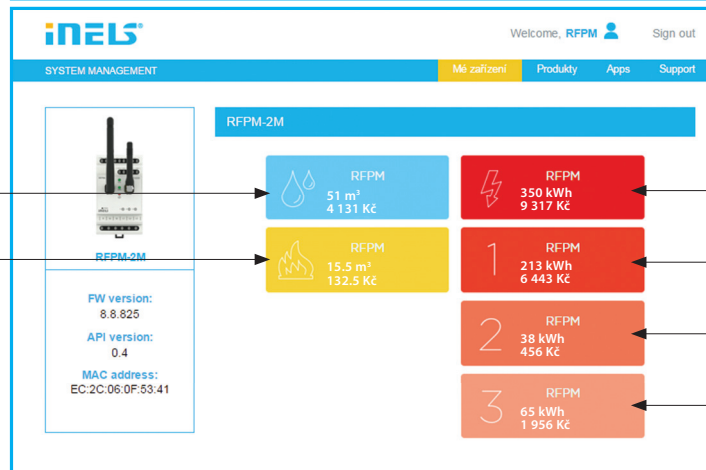 iNELS
Welcome, RFPM
Sign out
SYSTEM MANAGEMENT
Mé zařízení
Produkty
Apps
Support
RFPM-2M
FW version:
8.8.825
API version:
0.4
MAC address:
EC:2C:06:0F:53:41
RFPM-2M
RFPM
51 m³
4 131 Kč
RFPM
15.5 m³
132.5 Kč
RFPM
350 kWh
9 317 Kč
1
RFPM
213 kWh
6 443 Kč
2
RFPM
38 kWh
456 Kč
3
RFPM
65 kWh
1 956 Kč